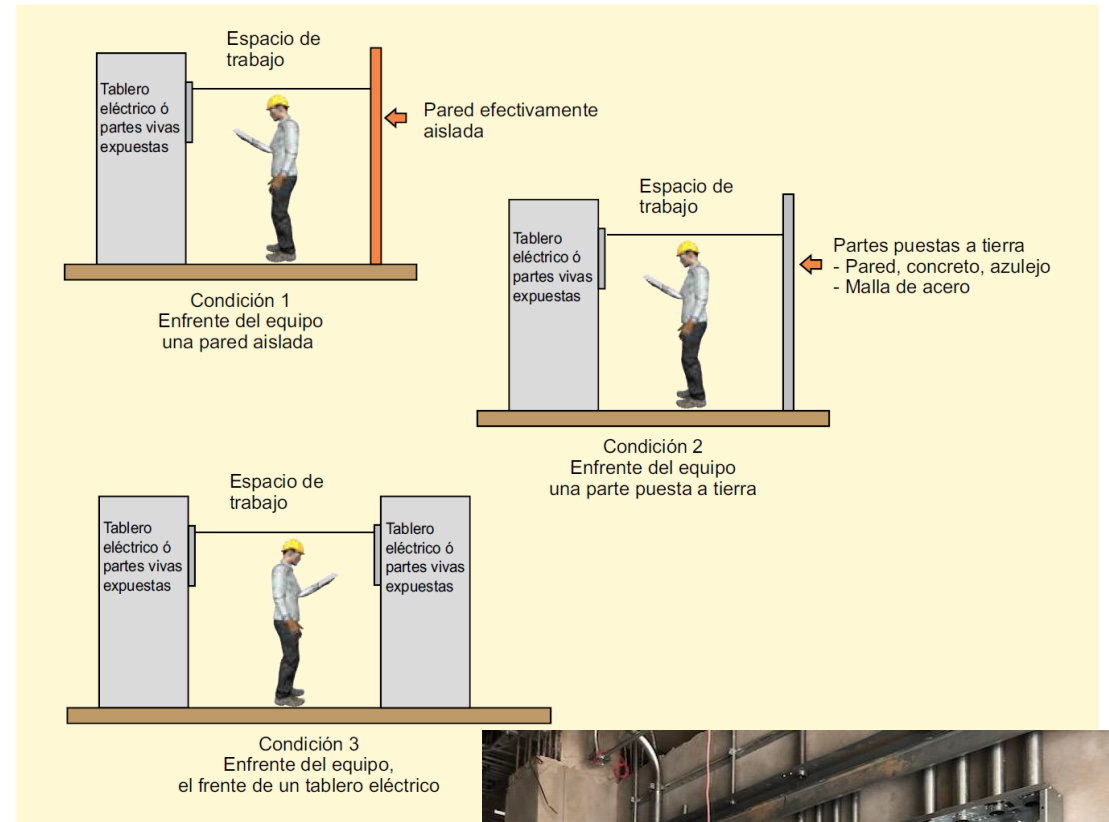 Espacio de
trabajo
Tablero
eléctrico ó
partes vivas
expuestas
Pared efectivamente
aislada
Condición 1
Enfrente del equipo
una pared aislada
Espacio de
trabajo
Tablero
eléctrico ó
partes vivas
expuestas
Partes puestas a tierra
- Pared, concreto, azulejo
- Malla de acero
Condición 2
Enfrente del equipo
una parte puesta a tierra
Espacio de
trabajo
Tablero
eléctrico ó
partes vivas
expuestas
Tablero
eléctrico ó
partes vivas
expuestas
Condición 3
Enfrente del equipo,
el frente de un tablero eléctrico